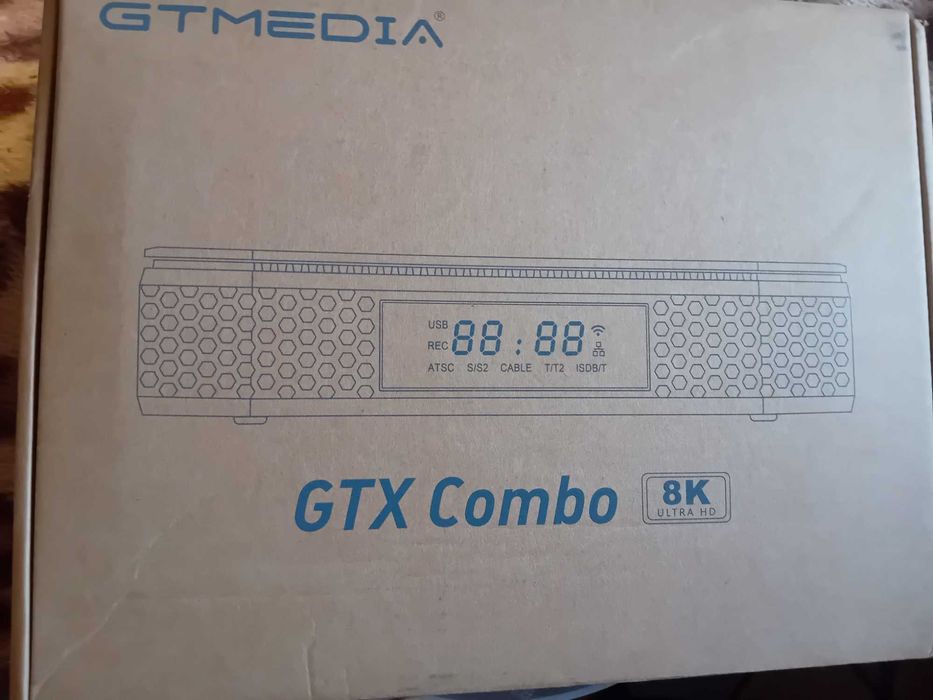 GTMEDIA®
USB
REC
88:88
ATSC S/S2 CABLE T/T2 ISDB/T
GTX Combo
8K
ULTRA HD